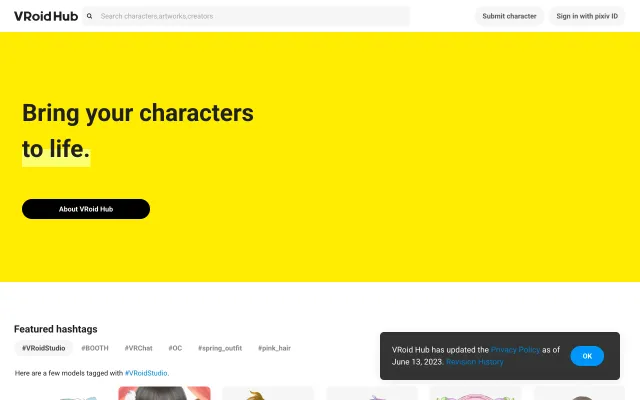 VRoid Hub
Search characters,artworks,creators
Submit character
Sign in with pixiv ID
Bring your characters
to life.
About VRoid Hub
Featured hashtags
#VRoidStudio #BOOTH #VRChat #OC #spring_outfit #pink_hair
Here are a few models tagged with #VRoidStudio.
VRoid Hub has updated the Privacy Policy as of
June 13, 2023. Revision History
OK